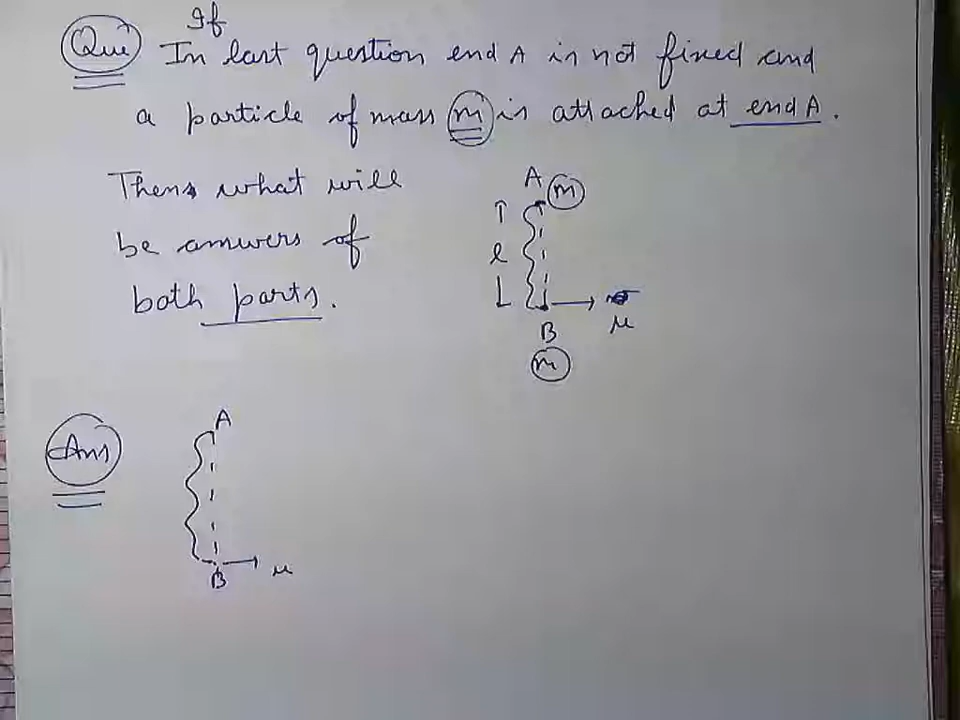 If
Que In last question end A is not fixed and
a particle of mass m is attached at end A.
Then what will
be answers of
both parts.
A m
l
u
B
m
Ans
A
B u